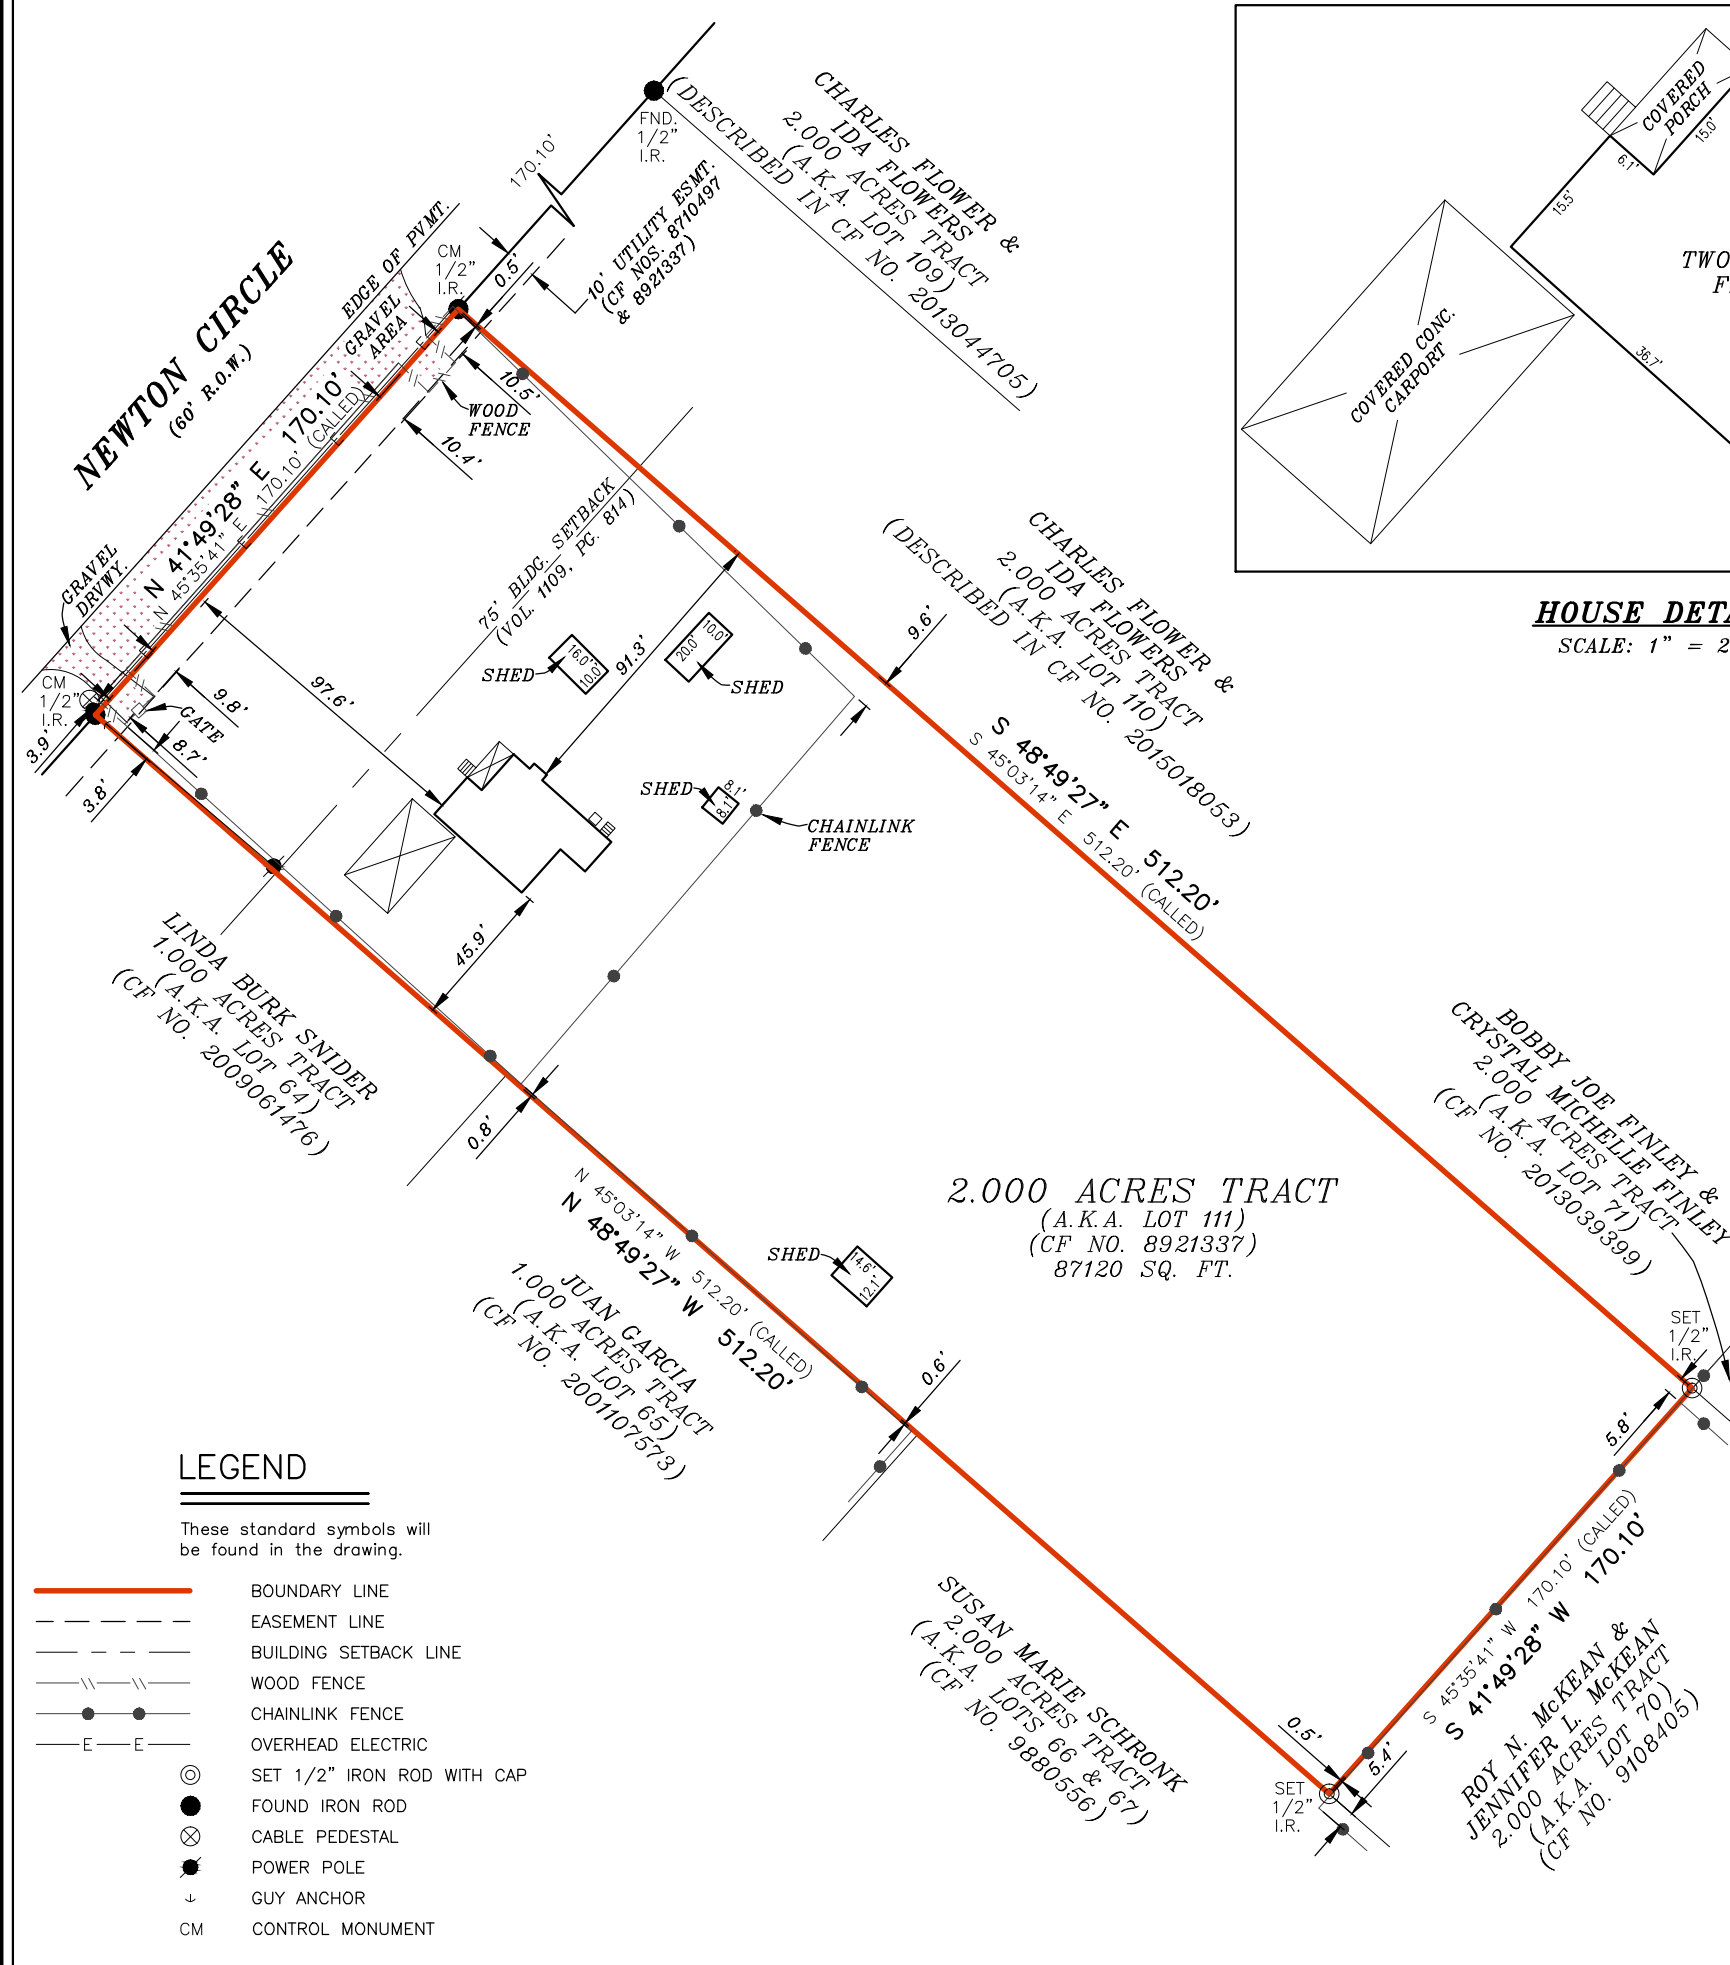 FND.
1/2"
I.R.
170.10'
(DESCRIBED IN CF NO. 2013044705)
CHARLES FLOWER &
IDA FLOWERS
2.000 ACRES TRACT
(A.K.A. LOT 109)
10' UTILITY ESMT.
(CF NOS. 8710497
& 8921337)
EDGE OF PVMT.
CM
1/2"
I.R.
0.5'
GRAVEL
AREA
NEWTON CIRCLE
(60' R.O.W.)
N 41°49'28" E 170.10'
N 45°35'41" E 170.10' (CALLED)
10.5'
WOOD
FENCE
10.4'
75' BLDG. SETBACK
(VOL. 1109, PG. 814)
GRAVEL
DRVWY.
CM
1/2"
I.R.
3.9'
3.8'
9.8'
GATE
8.7'
97.6'
91.3'
SHED
16.0'
10.0'
SHED
20.0'
10.0'
SHED
8.1'
8.1'
CHAINLINK
FENCE
45.9'
0.8'
9.6'
CHARLES FLOWER &
IDA FLOWERS
2.000 ACRES TRACT
(A.K.A. LOT 110)
(DESCRIBED IN CF NO. 2015018053)
S 48°49'27" E 512.20'
S 45°03'14" E 512.20' (CALLED)
COVERED
PORCH
15.0'
6.1'
15.5'
36.7'
TWO
F
COVERED CONC.
CARPORT
HOUSE DETA
SCALE: 1" = 2
LINDA BURK SNIDER
1.000 ACRES TRACT
(A.K.A. LOT 64)
(CF NO. 2009061476)
BOBBY JOE FINLEY &
CRYSTAL MICHELLE FINLEY
2.000 ACRES TRACT
(A.K.A. LOT 71)
(CF NO. 2013039399)
2.000 ACRES TRACT
(A.K.A. LOT 111)
(CF NO. 8921337)
87120 SQ. FT.
SHED
14.6'
12.1'
N 45°03'14" W 512.20' (CALLED)
N 48°49'27" W 512.20'
JUAN GARCIA
1.000 ACRES TRACT
(A.K.A. LOT 65)
(CF NO. 2001107573)
0.6'
SET
1/2"
I.R.
5.8'
S 45°35'41" W 170.10' (CALLED)
S 41°49'28" W 170.10'
SUSAN MARIE SCHRONK
2.000 ACRES TRACT
(A.K.A. LOTS 66 & 67)
(CF NO. 9880556)
0.5'
5.4'
SET
1/2"
I.R.
ROY N. McKEAN &
JENNIFER L. McKEAN
2.000 ACRES TRACT
(A.K.A. LOT 70)
(CF NO. 9108405)
LEGEND
These standard symbols will
be found in the drawing.
BOUNDARY LINE
EASEMENT LINE
BUILDING SETBACK LINE
WOOD FENCE
CHAINLINK FENCE
E E OVERHEAD ELECTRIC
SET 1/2" IRON ROD WITH CAP
FOUND IRON ROD
CABLE PEDESTAL
POWER POLE
GUY ANCHOR
CM CONTROL MONUMENT